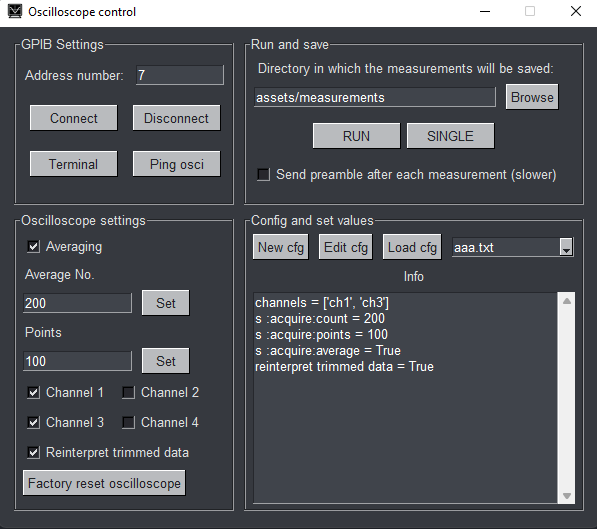 Oscilloscope control
GPIB Settings
Address number: 7
Connect Disconnect
Terminal Ping osci
Run and save
Directory in which the measurements will be saved:
assets/measurements Browse
RUN SINGLE
Send preamble after each measurement (slower)
Oscilloscope settings
Averaging
Average No.
200 Set
Points
100 Set
Channel 1 Channel 2
Channel 3 Channel 4
Reinterpret trimmed data
Factory reset oscilloscope
Config and set values
New cfg Edit cfg Load cfg aaa.txt
Info
channels = ['ch1', 'ch3']
s :acquire:count = 200
s :acquire:points = 100
s :acquire:average = True
reinterpret trimmed data = True